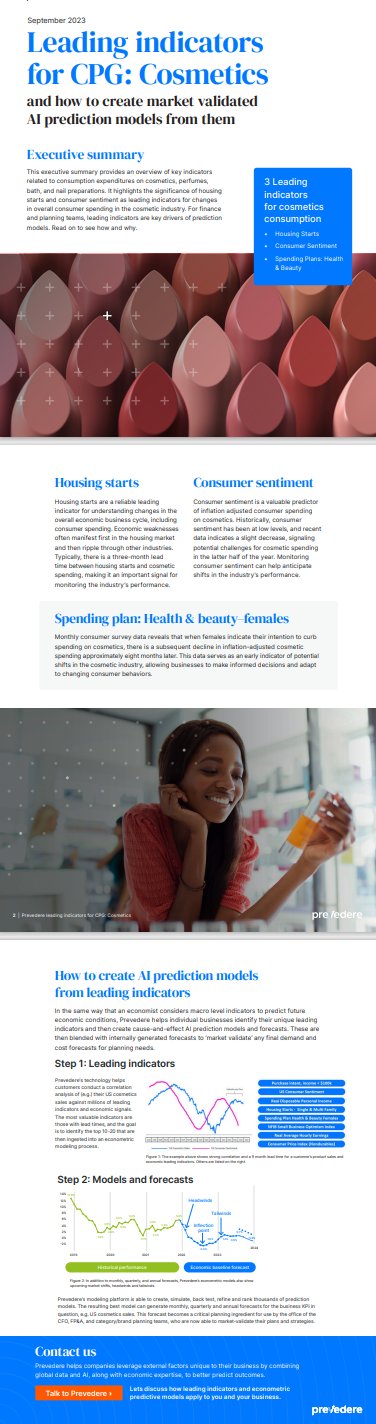 September 2023
Leading indicators
for CPG: Cosmetics
and how to create market validated
AI prediction models from them
Executive summary
This executive summary provides an overview of key indicators
related to consumption expenditures on cosmetics, perfumes,
bath, and nail preparations. It highlights the significance of housing
starts and consumer sentiment as leading indicators for changes
in overall consumer spending in the cosmetic industry. For finance
and planning teams, leading indicators are key drivers of prediction
models. Read on to see how and why.
3 Leading
indicators
for cosmetics
consumption
• Housing Starts
• Consumer Sentiment
• Spending Plans: Health
& Beauty
Housing starts
Housing starts are a reliable leading
indicator for understanding changes in the
overall economic business cycle, including
consumer spending. Economic weaknesses
often manifest first in the housing market
and then ripple through other industries.
Typically, there is a three-month lead
time between housing starts and cosmetic
spending, making it an important signal for
monitoring the industry's performance.
Consumer sentiment
Consumer sentiment is a valuable predictor
of inflation adjusted consumer spending
on cosmetics. Historically, consumer
sentiment has been at low levels, and recent
data indicates a slight decrease, signaling
potential challenges for cosmetic spending
in the latter half of the year. Monitoring
consumer sentiment can help anticipate
shifts in the industry's performance.
Spending plan: Health & beauty–females
Monthly consumer survey data reveals that when females indicate their intention to curb
spending on cosmetics, there is a subsequent decline in inflation-adjusted cosmetic
spending approximately eight months later. This data serves as an early indicator of potential
shifts in the cosmetic industry, allowing businesses to make informed decisions and adapt
to changing consumer behaviors.
2 | Prevedere leading indicators for CPG: Cosmetics
prevedere
How to create AI prediction models
from leading indicators
In the same way that an economist considers macro level indicators to predict future
economic conditions, Prevedere helps individual businesses identify their unique leading
indicators and then create cause-and-effect AI prediction models and forecasts. These are
then blended with internally generated forecasts to 'market validate' any final demand and
cost forecasts for planning needs.
Step 1: Leading indicators
Prevedere's technology helps
customers conduct a correlation
analysis of (e.g.) their US cosmetics
sales against millions of leading
indicators and economic signals.
The most valuable indicators are
those with lead times, and the goal
is to identify the top 10-20 that are
then ingested into an econometric
modeling process.
Purchase Intent, Income < $100k
US Consumer Sentiment
Real Disposable Personal Income
Housing Starts - Single & Multi Family
Spending Plan Health & Beauty Females
NFIB Small Business Optimism Index
Real Average Hourly Earnings
Consumer Price Index (Nondurables)
Figure 1: The example above shows strong correlation and a 9 month lead time for a customer's product sales and
economic leading indicators. Others are listed on the right.
Step 2: Models and forecasts
Headwinds
Tailwinds
Inflection
point
Historical performance
Economic baseline forecast
Figure 2: In addition to monthly, quarterly, and annual forecasts, Prevedere's econometric models also show
upcoming market shifts, headwinds and tailwinds.
Prevedere's modeling platform is able to create, simulate, back test, refine and rank thousands of prediction
models. The resulting best model can generate monthly, quarterly and annual forecasts for the business KPI in
question, e.g. US cosmetics sales. This forecast becomes a critical planning ingredient for use by the office of the
CFO, FP&A, and category/brand planning teams, who are now able to market-validate their plans and strategies.
Contact us
Prevedere helps companies leverage external factors unique to their business by combining
global data and AI, along with economic expertise, to better predict outcomes.
Talk to Prevedere ›
Lets discuss how leading indicators and econometric
predictive models apply to you and your business.
prevedere